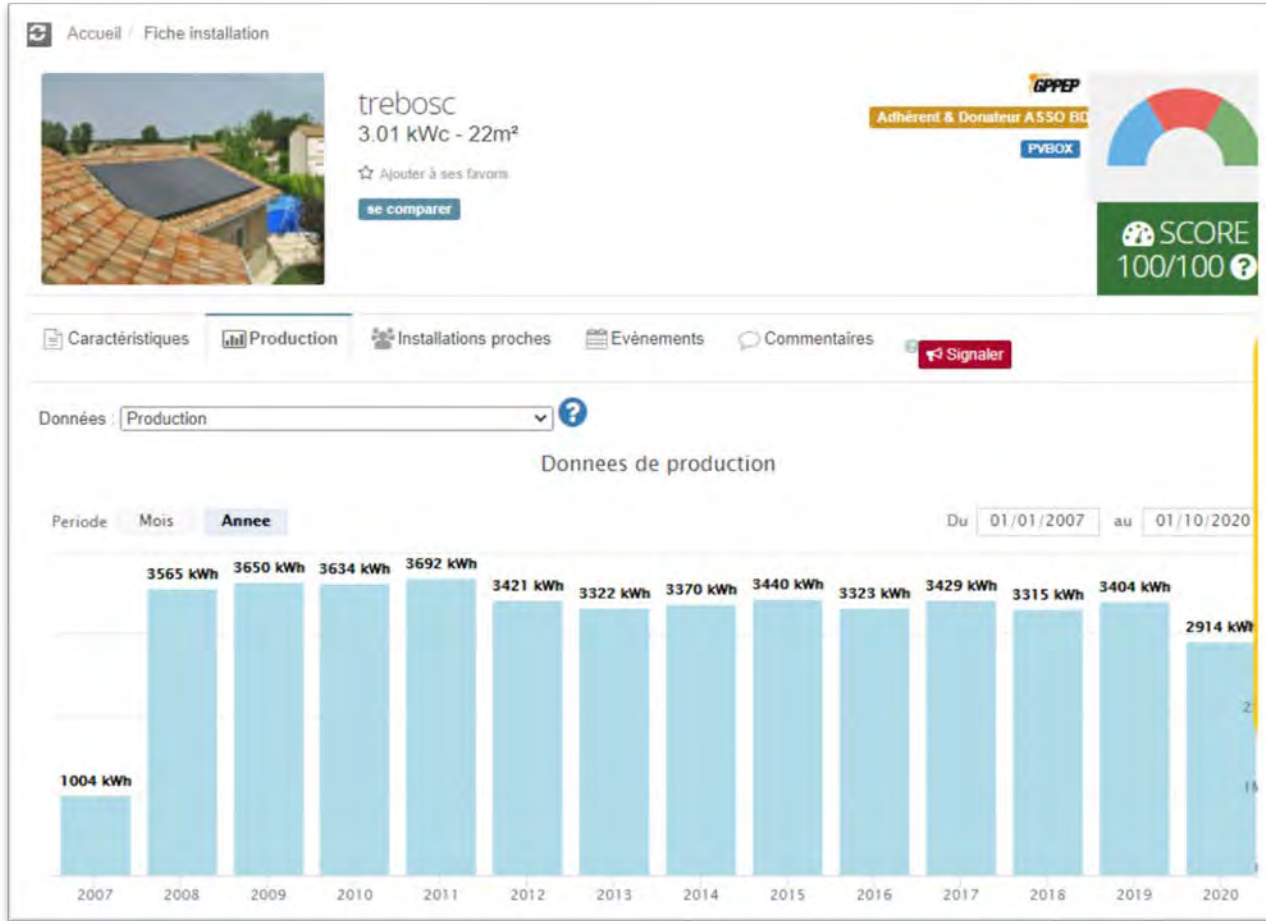 Accueil / Fiche installation
trebosc
3.01 kWc - 22m²
Ajouter à ses favoris
se comparer
GPPEP
Adhérent & Donateur ASSO BD
PVBOX
SCORE
100/100 ?
Caractéristiques Production Installations proches Evènements Commentaires Signaler
Données : Production ?
Donnees de production
Periode Mois Annee Du 01/01/2007 au 01/10/2020
1004 kWh 3565 kWh 3650 kWh 3634 kWh 3692 kWh 3421 kWh 3322 kWh 3370 kWh 3440 kWh 3323 kWh 3429 kWh 3315 kWh 3404 kWh 2914 kWh
2007 2008 2009 2010 2011 2012 2013 2014 2015 2016 2017 2018 2019 2020